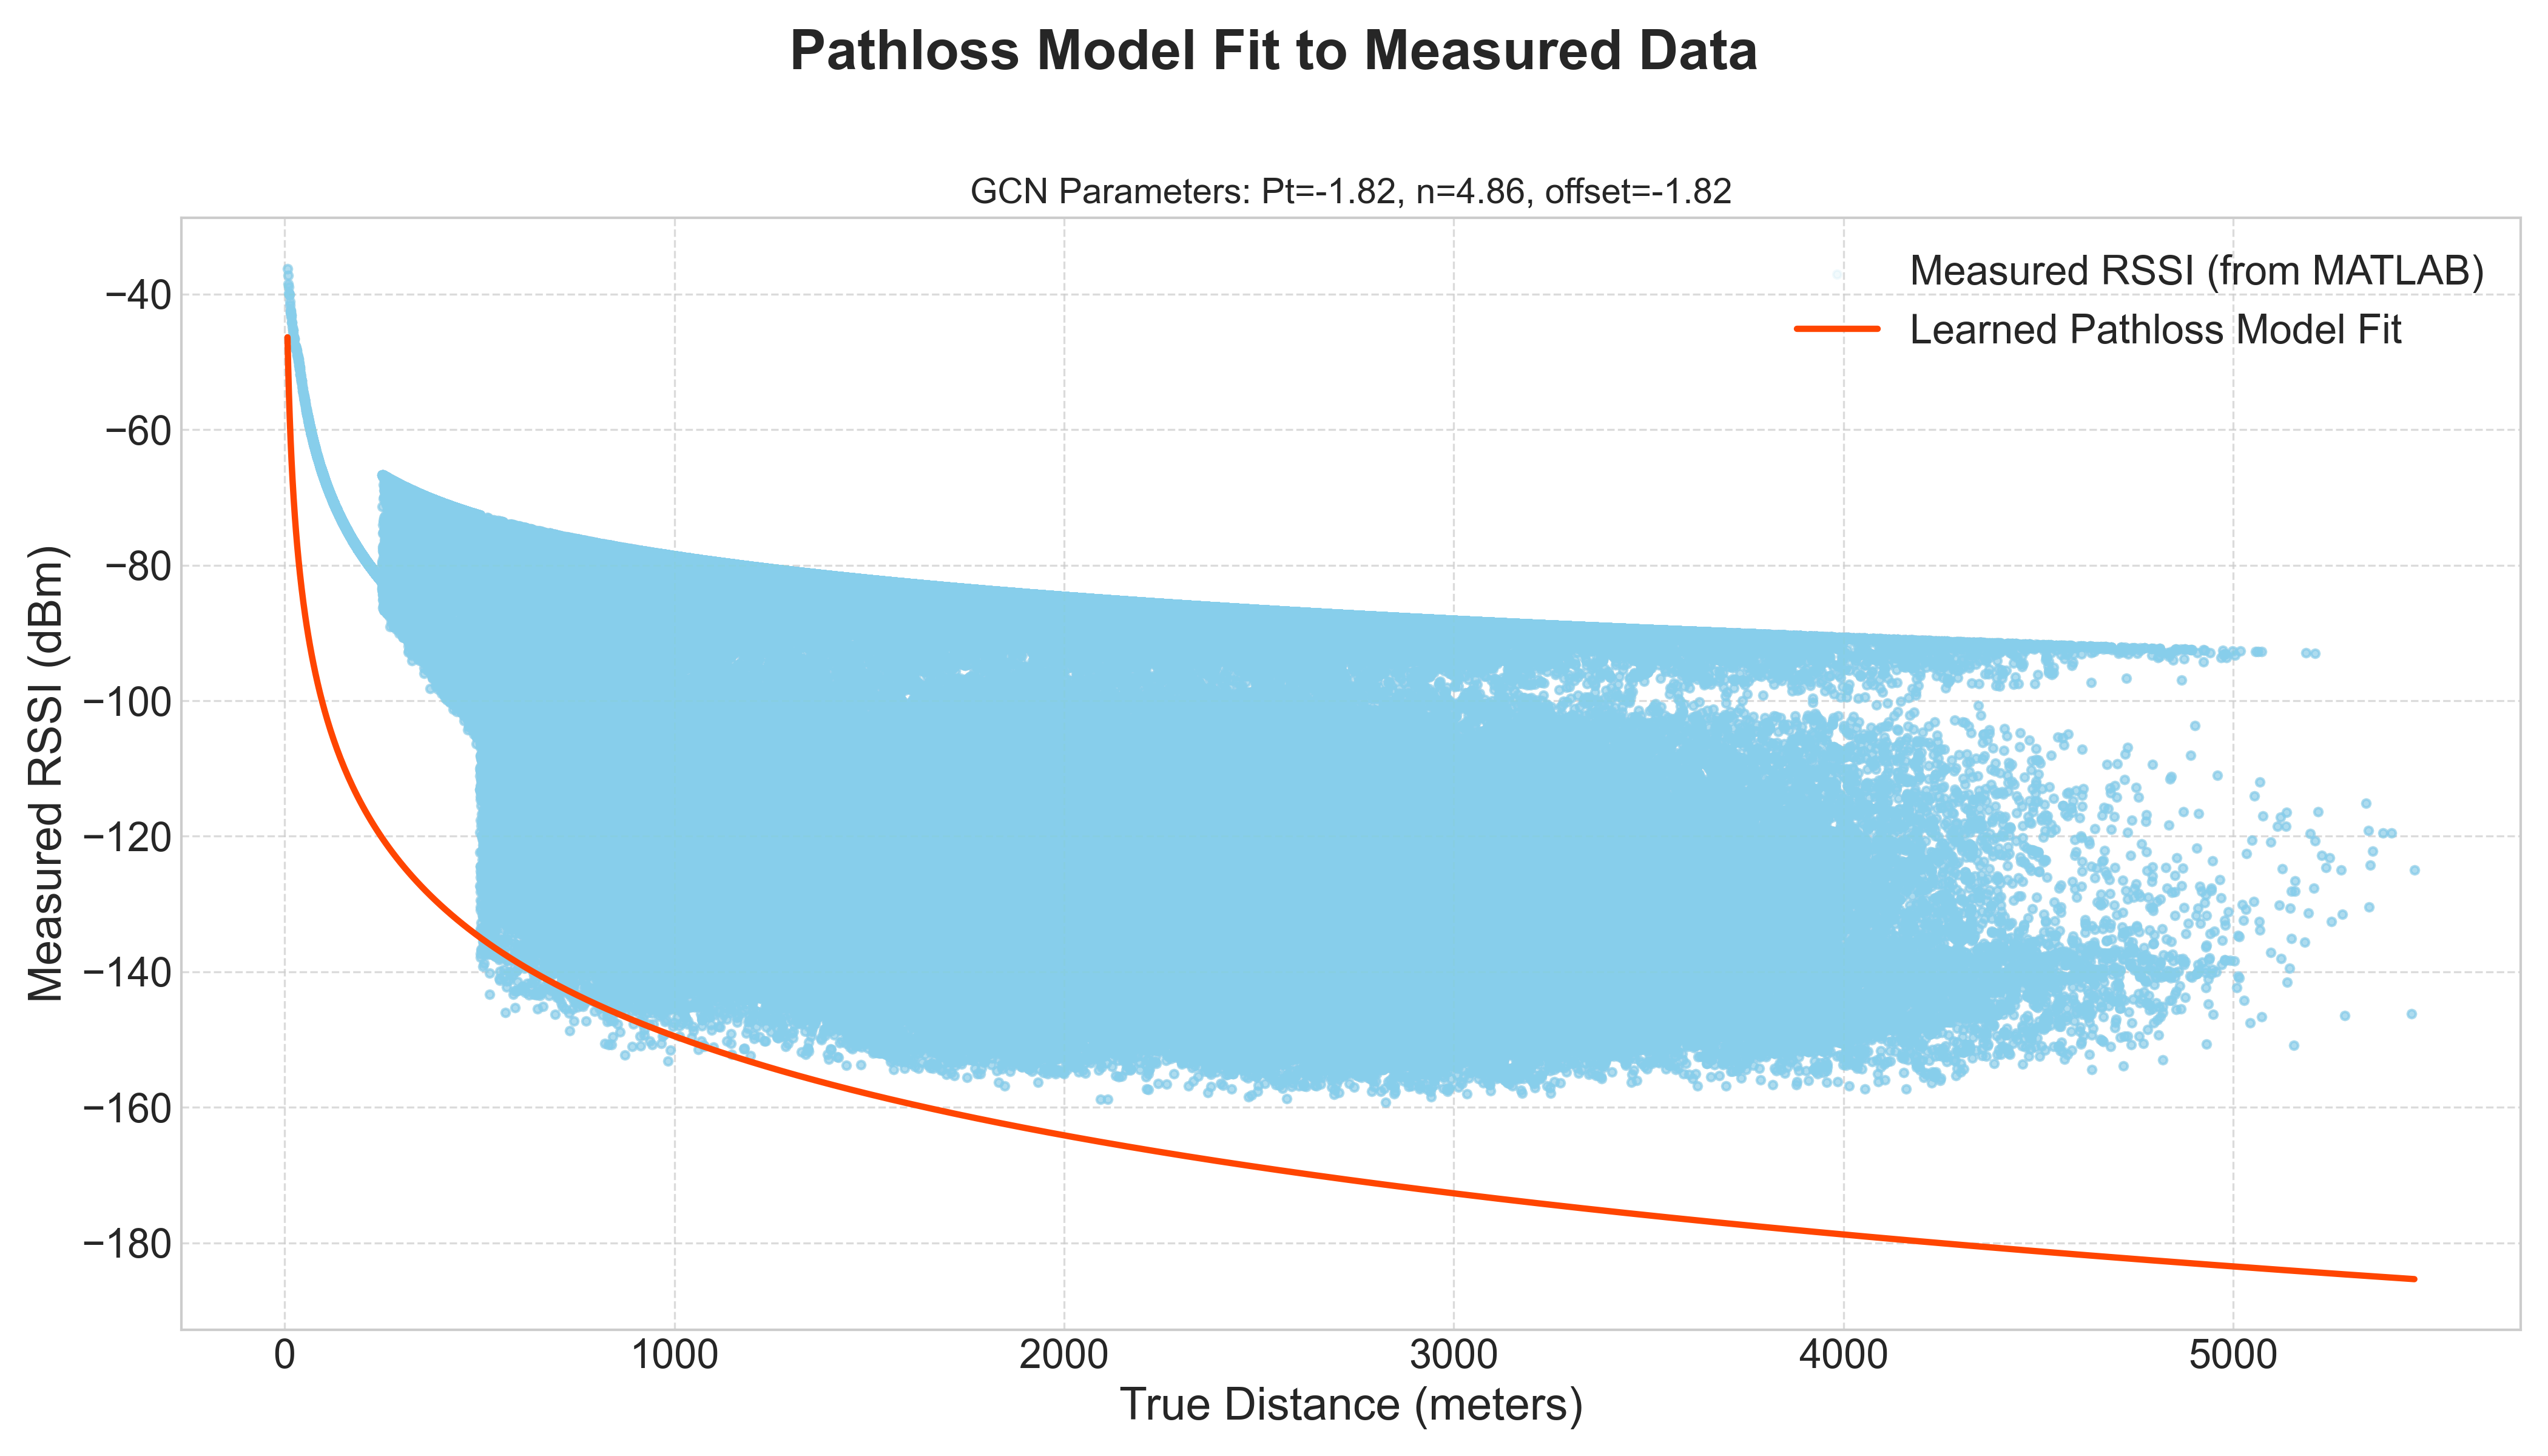 Pathloss Model Fit to Measured Data
GCN Parameters: Pt=-1.82, n=4.86, offset=-1.82
Measured RSSI (from MATLAB)
Learned Pathloss Model Fit
Measured RSSI (dBm)
−40
−60
−80
−100
−120
−140
−160
−180
0 1000 2000 3000 4000 5000
True Distance (meters)